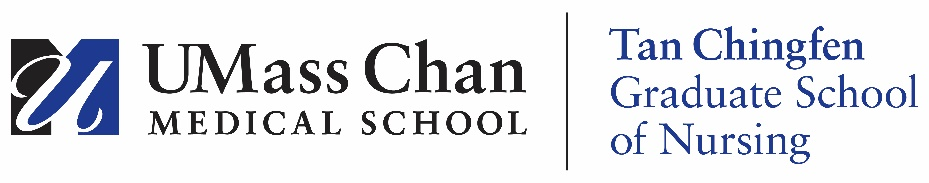 UMass Chan
MEDICAL SCHOOL
Tan Chingfen
Graduate School
of Nursing